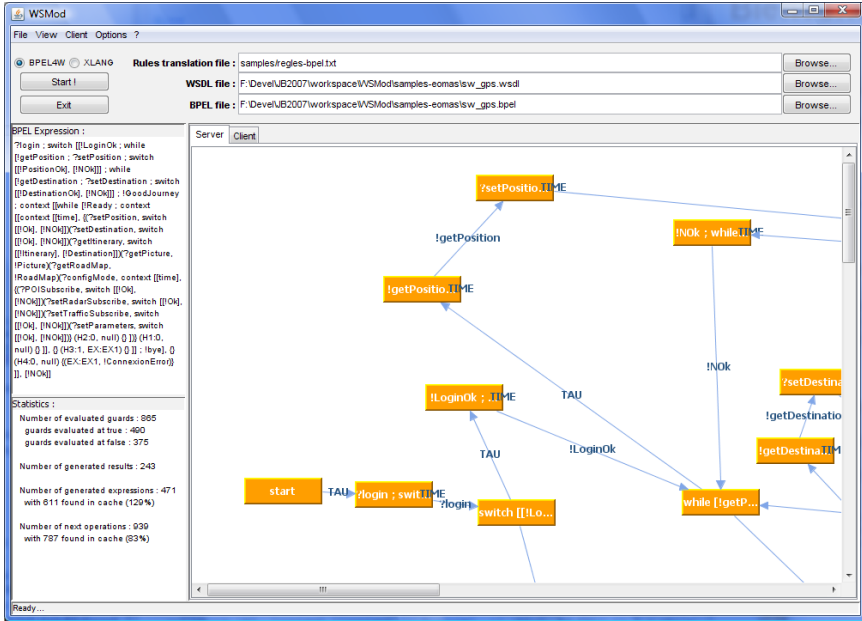 WSMod
File View Client Options ?
BPEL4W XLANG
Rules translation file : samples/regles-bpel.txt Browse...
Start !
WSDL file : F:\Devel\JB2007\workspace\WSMod\samples-eomas\sw_gps.wsdl Browse...
Exit
BPEL file : F:\Devel\JB2007\workspace\WSMod\samples-eomas\sw_gps.bpel Browse...
BPEL Expression :
?login ; switch [[!LoginOk ; while
[!getPosition ; ?setPosition ; switch
[[!PositionOk], [!NOk]]] ; while
[!getDestination ; ?setDestination ; switch
[[!DestinationOk], [!NOk]]] ; !GoodJourney
; context [[while [!Ready ; context
[[context [[time], {(?setPosition, switch
[[!Ok], [!NOk]])(?setDestination, switch
[[!Ok], [!NOk]])(?getItinerary, switch
[[!Itinerary], [!Destination]])(?getPicture,
!Picture)(?getRoadMap,
!RoadMap)(?configMode, context [[time],
{(?POISubscribe, switch [[!Ok],
[!NOk]])(?setRadarSubscribe, switch [[!Ok],
[!NOk]])(?setTrafficSubscribe, switch
[[!Ok], [!NOk]])(?setParameters, switch
[[!Ok], [!NOk]])} (H2:0, null) {} ])} (H1:0,
null) {} ]], {} (H3:1, EX:EX1) {} ]] ; !bye], {}
(H4:0, null) {(EX:EX1, !ConnexionError)}
]], [!NOk]]
Statistics :
Number of evaluated guards : 865
guards evaluated at true : 490
guards evaluated at false : 375
Number of generated results : 243
Number of generated expressions : 471
with 611 found in cache (129%)
Number of next operations : 939
with 787 found in cache (83%)
Server Client
?setPositio... TIME
!NOk ; while... TIME
!getPosition
!getPositio... TIME
!NOk
?setDestina
!LoginOk ; ... TIME
TAU
!getDestinatio
TAU
!LoginOk
!getDestina... TIM
start
TAU
?login ; swit... TIME
?login
switch [[!Lo...
while [!getP...
Ready...